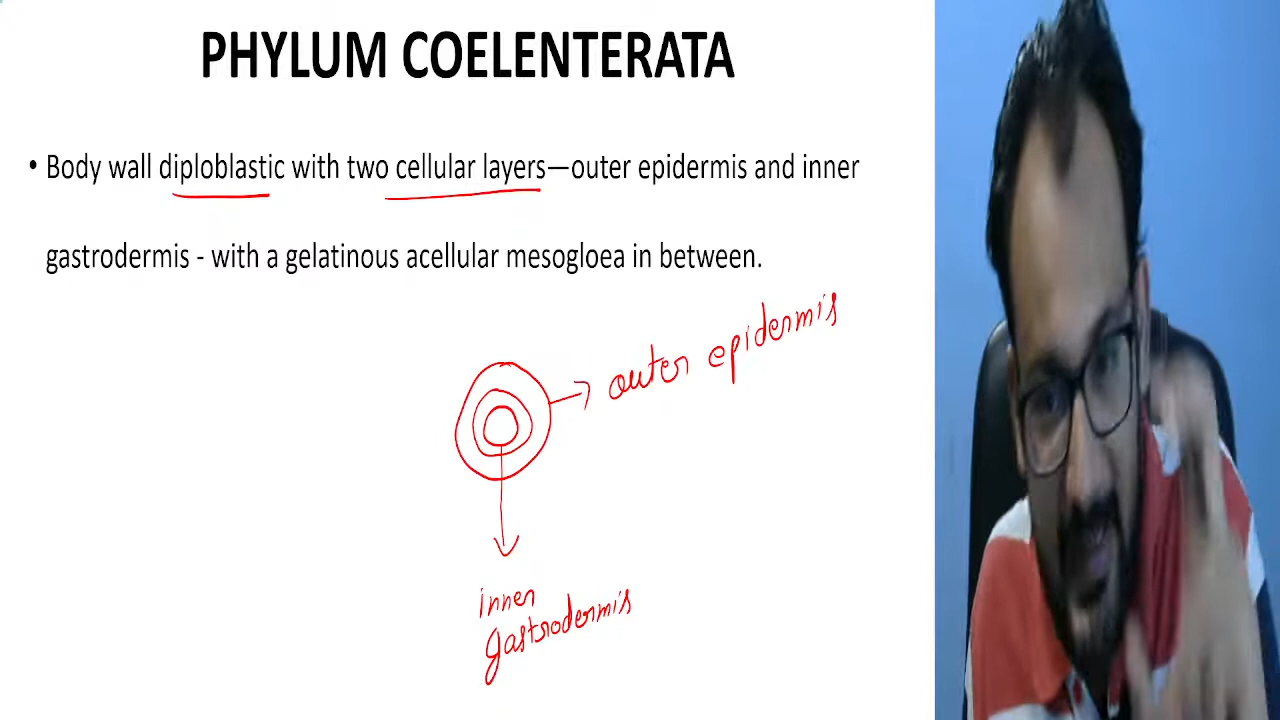 PHYLUM COELENTERATA
• Body wall diploblastic with two cellular layers—outer epidermis and inner
gastrodermis - with a gelatinous acellular mesogloea in between.
outer epidermis
inner
gastrodermis